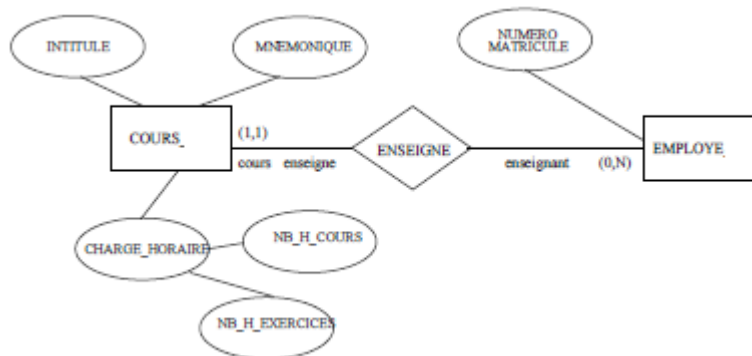 INTITULE
MNEMONIQUE
NUMERO
MATRICULE
COURS_
(1,1)
cours enseigne
ENSEIGNE
enseignant (0,N)
EMPLOYE_
CHARGE_HORAIRE
NB_H_COURS
NB_H_EXERCICES